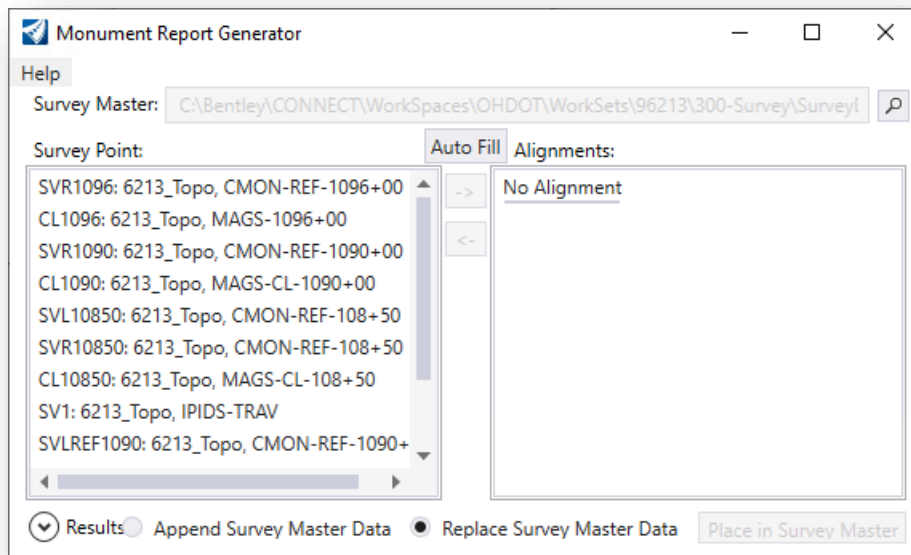 Monument Report Generator
Help
Survey Master: C:\Bentley\CONNECT\WorkSpaces\OHDOT\WorkSets\96213\300-Survey\Survey
Survey Point:
Auto Fill
Alignments:
SVR1096: 6213_Topo, CMON-REF-1096+00
CL1096: 6213_Topo, MAGS-1096+00
SVR1090: 6213_Topo, CMON-REF-1090+00
CL1090: 6213_Topo, MAGS-CL-1090+00
SVL10850: 6213_Topo, CMON-REF-108+50
SVR10850: 6213_Topo, CMON-REF-108+50
CL10850: 6213_Topo, MAGS-CL-108+50
SV1: 6213_Topo, IPIDS-TRAV
SVLREF1090: 6213_Topo, CMON-REF-1090+
->
<-
No Alignment
Results
Append Survey Master Data
Replace Survey Master Data
Place in Survey Master